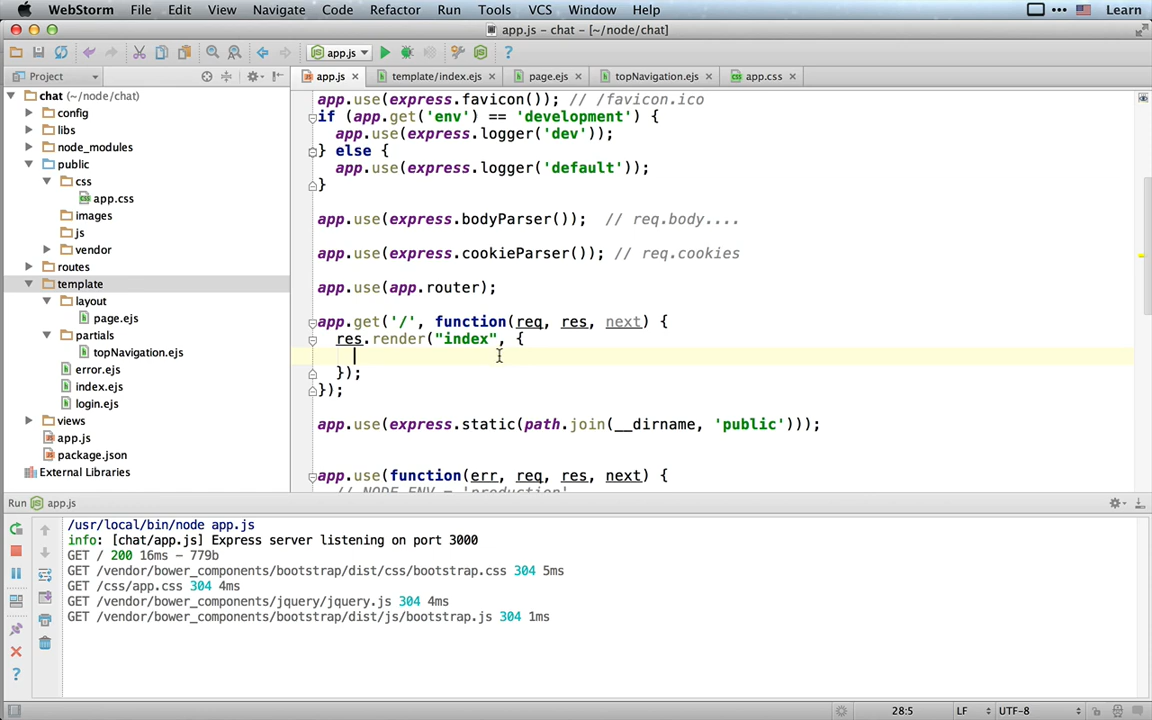 WebStorm File Edit View Navigate Code Refactor Run Tools VCS Window Help Learn
app.js – chat – [~/node/chat]
app.js
Project
app.js template/index.ejs page.ejs topNavigation.ejs app.css
chat (~/node/chat)
config
libs
node_modules
public
css
app.css
images
js
vendor
routes
template
layout
page.ejs
partials
topNavigation.ejs
error.ejs
index.ejs
login.ejs
views
app.js
package.json
External Libraries
app.use(express.favicon()); // /favicon.ico
if (app.get('env') == 'development') {
app.use(express.logger('dev'));
} else {
app.use(express.logger('default'));
}
app.use(express.bodyParser());  // req.body....
app.use(express.cookieParser()); // req.cookies
app.use(app.router);
app.get('/', function(req, res, next) {
res.render("index", {
});
});
app.use(express.static(path.join(__dirname, 'public')));
app.use(function(err, req, res, next) {
// NODE_ENV = 'production'
Run app.js
/usr/local/bin/node app.js
info: [chat/app.js] Express server listening on port 3000
GET / 200 16ms – 779b
GET /vendor/bower_components/bootstrap/dist/css/bootstrap.css 304 5ms
GET /css/app.css 304 4ms
GET /vendor/bower_components/jquery/jquery.js 304 4ms
GET /vendor/bower_components/bootstrap/dist/js/bootstrap.js 304 1ms
28:5 LF UTF-8